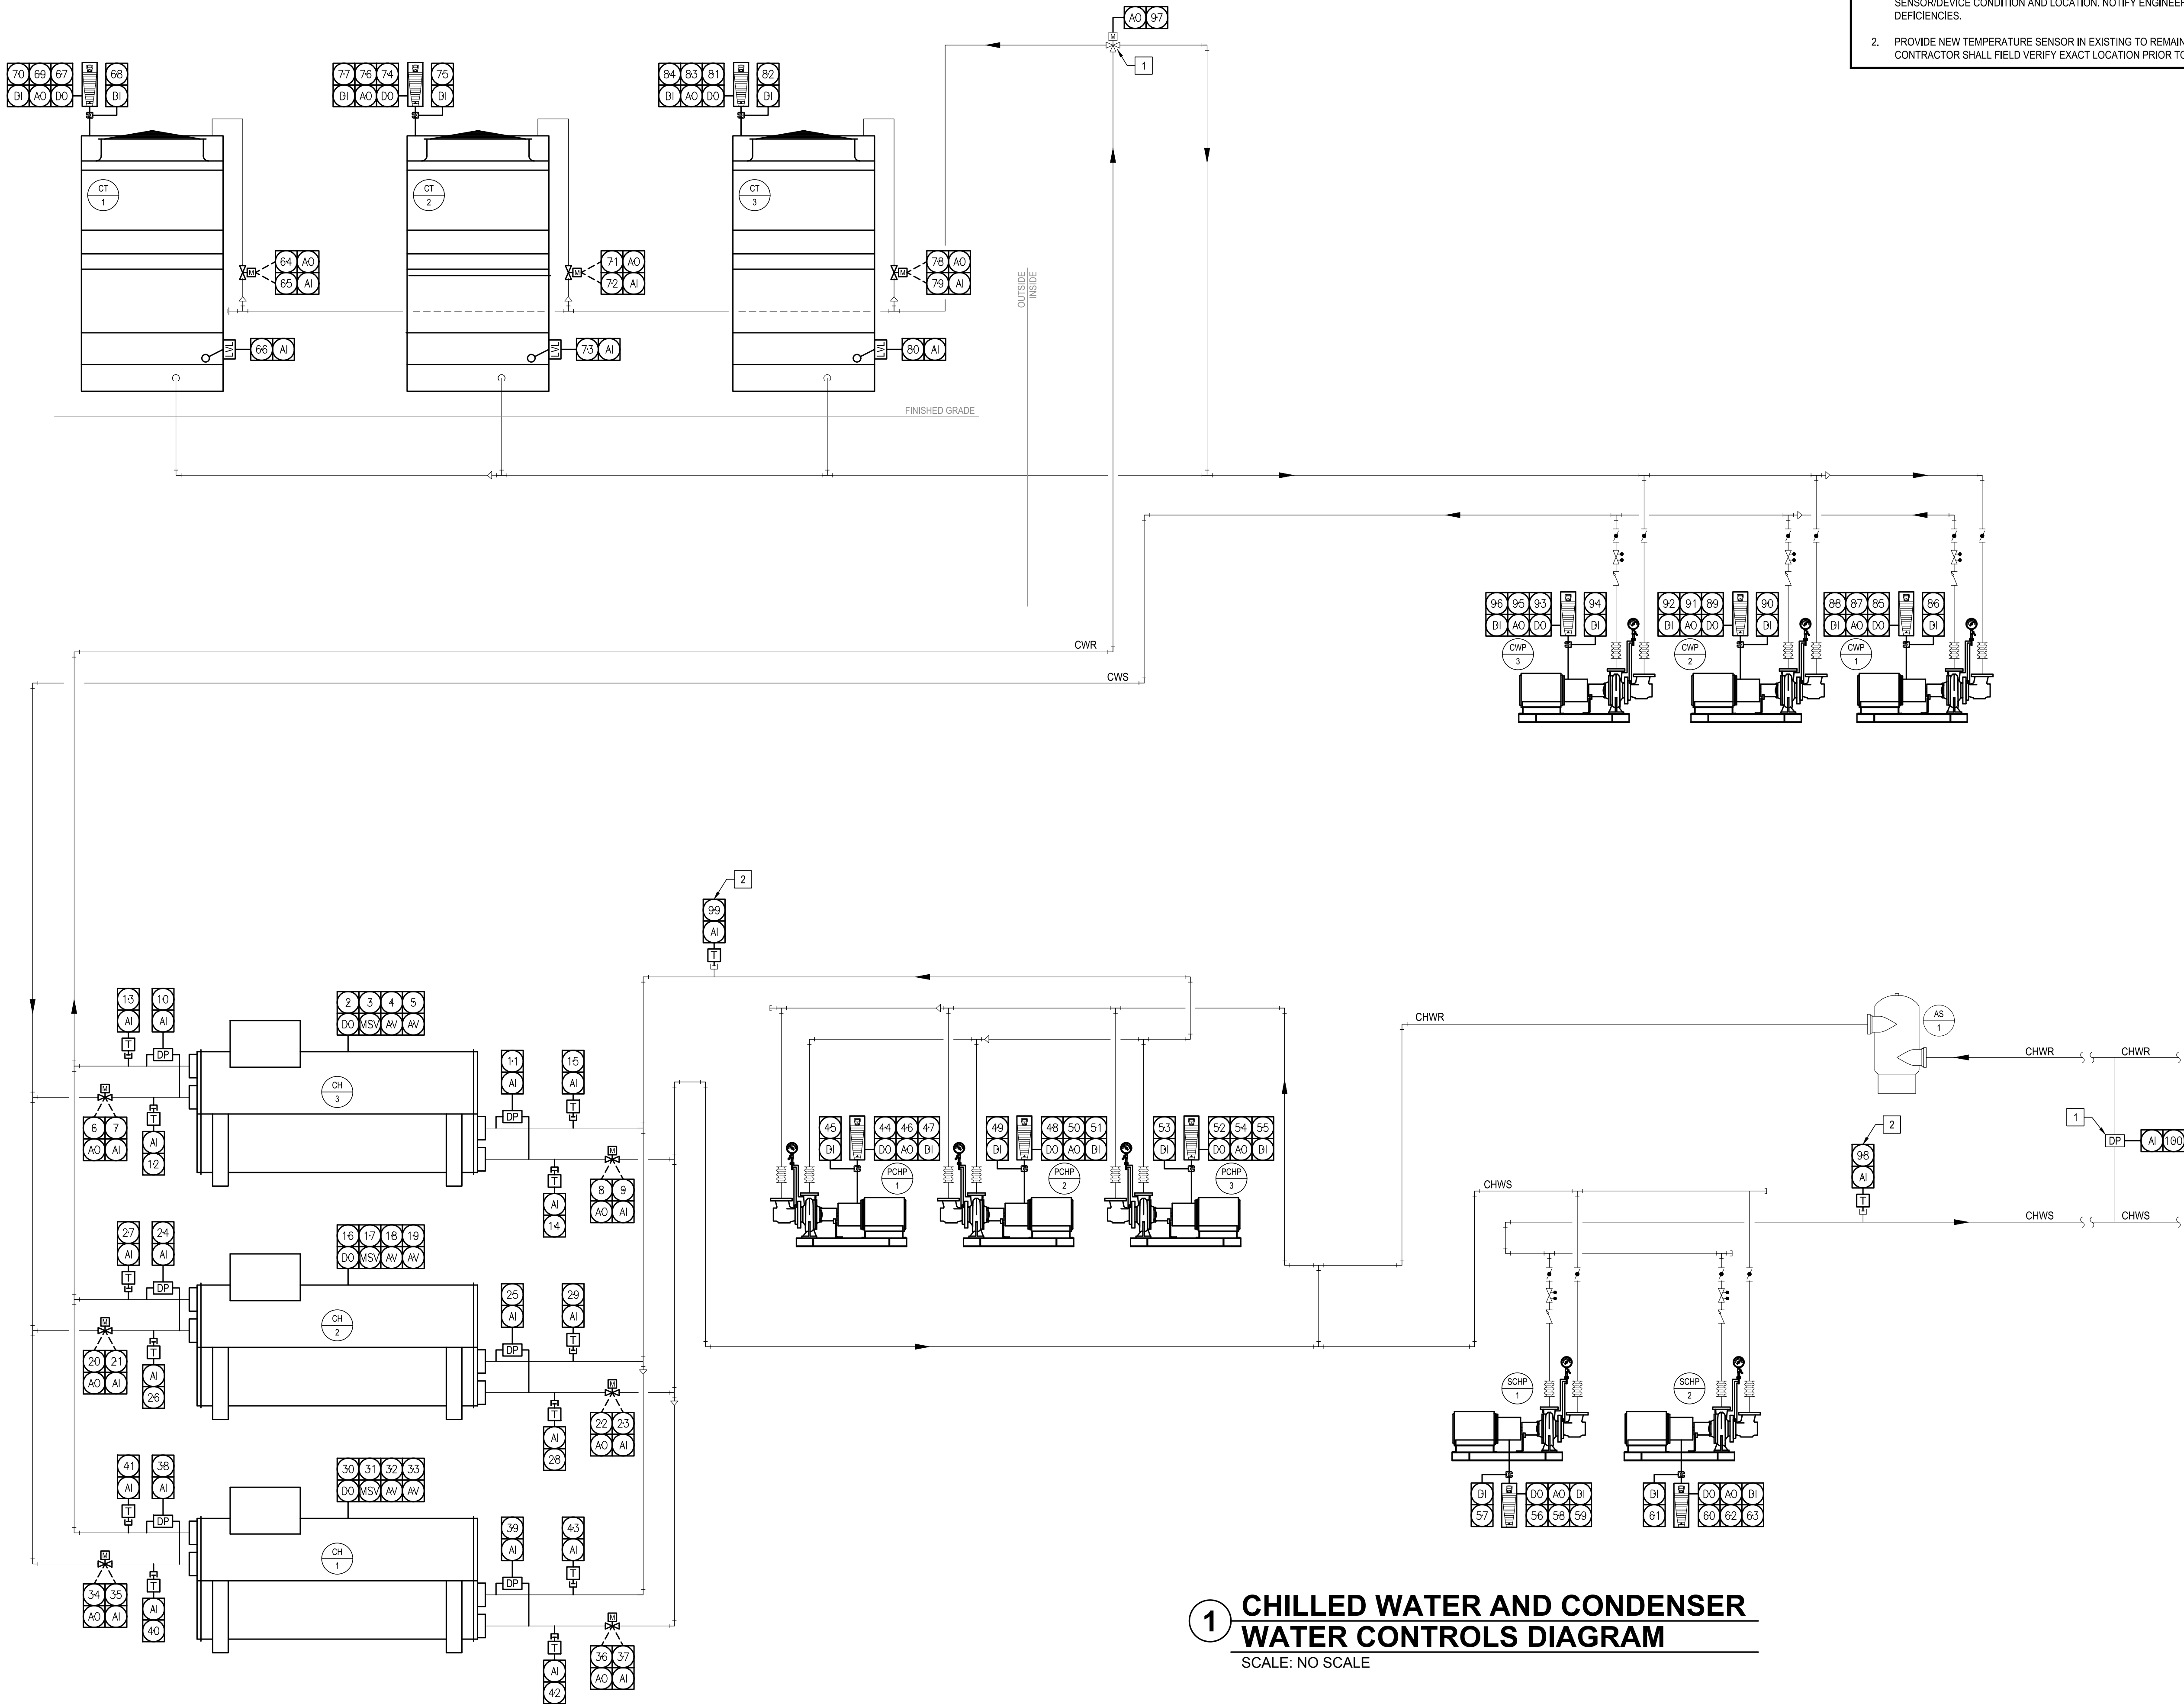 SENSOR/DEVICE CONDITION AND LOCATION. NOTIFY ENGINEER
DEFICIENCIES.
2. PROVIDE NEW TEMPERATURE SENSOR IN EXISTING TO REMAIN
CONTRACTOR SHALL FIELD VERIFY EXACT LOCATION PRIOR TO
AO 97
1
70 69 67 68
DI AO DO DI
77 76 74 75
DI AO DO DI
84 83 81 82
DI AO DO DI
CT 1
CT 2
CT 3
M 64 AO
65 AI
M 71 AO
72 AI
M 78 AO
79 AI
OUTSIDE
INSIDE
LVL 66 AI
LVL 73 AI
LVL 80 AI
FINISHED GRADE
96 95 93 94
DI AO DO DI
92 91 89 90
DI AO DO DI
88 87 85 86
DI AO DO DI
CWP 3
CWP 2
CWP 1
CWR
CWS
2
99
AI
T
13 AI T
10 AI DP
2 3 4 5
DO MSV AV AV
11 AI DP
15 AI T
CH 3
M
6 7
AO AI
T AI 12
T AI 14
M
8 9
AO AI
27 AI T
24 AI DP
16 17 18 19
DO MSV AV AV
25 AI DP
29 AI T
CH 2
M
20 21
AO AI
T AI 26
T AI 28
M
22 23
AO AI
41 AI T
38 AI DP
30 31 32 33
DO MSV AV AV
39 AI DP
43 AI T
CH 1
M
34 35
AO AI
T AI 40
T AI 42
M
36 37
AO AI
45 44 46 47
DI DO AO DI
49 48 50 51
DI DO AO DI
53 52 54 55
DI DO AO DI
PCHP 1
PCHP 2
PCHP 3
CHWR
AS 1
CHWR CHWR
1
DP AI 100
2
98
AI
T
CHWS
CHWS CHWS
SCHP 1
SCHP 2
DI DO AO DI
57 56 58 59
DI DO AO DI
61 60 62 63
1 CHILLED WATER AND CONDENSER
WATER CONTROLS DIAGRAM
SCALE: NO SCALE